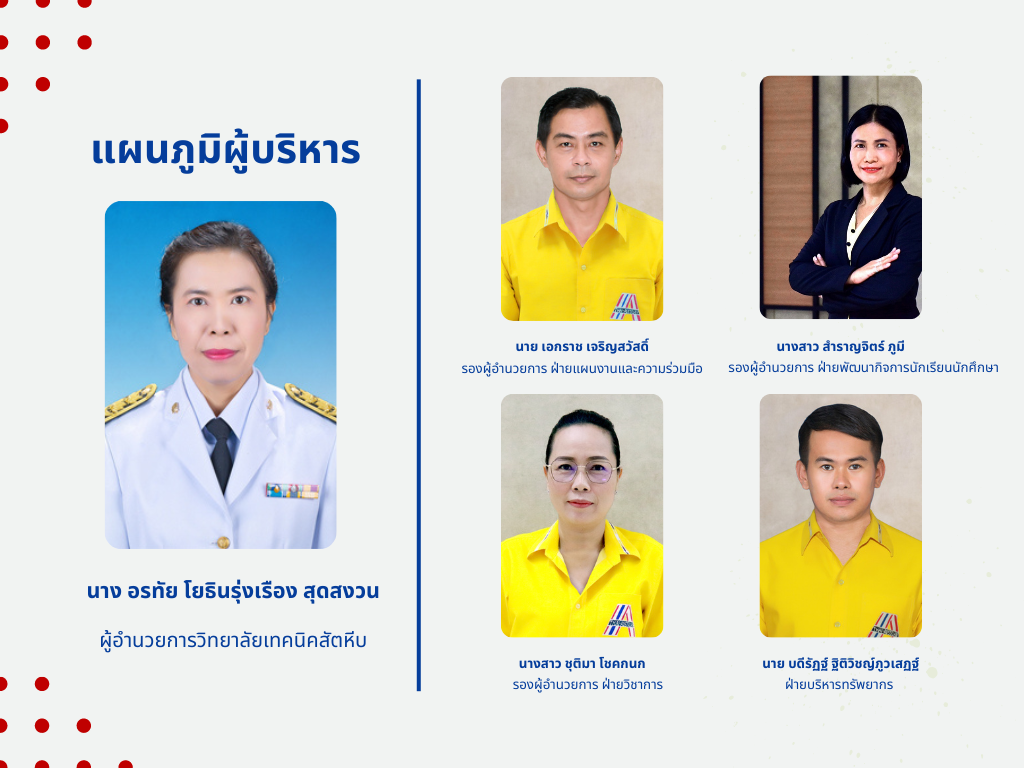 แผนภูมิผู้บริหาร
นาง อรทัย โยธินรุ่งเรือง สุดสงวน
ผู้อำนวยการวิทยาลัยเทคนิคสัตหีบ
นาย เอกราช เจริญสวัสดิ์
รองผู้อำนวยการ ฝ่ายแผนงานและความร่วมมือ
นางสาว สำราญจิตร์ ภูมี
รองผู้อำนวยการ ฝ่ายพัฒนากิจการนักเรียนนักศึกษา
นางสาว ชุติมา โชคกนก
รองผู้อำนวยการ ฝ่ายวิชาการ
นาย บดีรัฏฐ์ ฐิติวิชญ์ภูวเสฏฐ์
ฝ่ายบริหารทรัพยากร